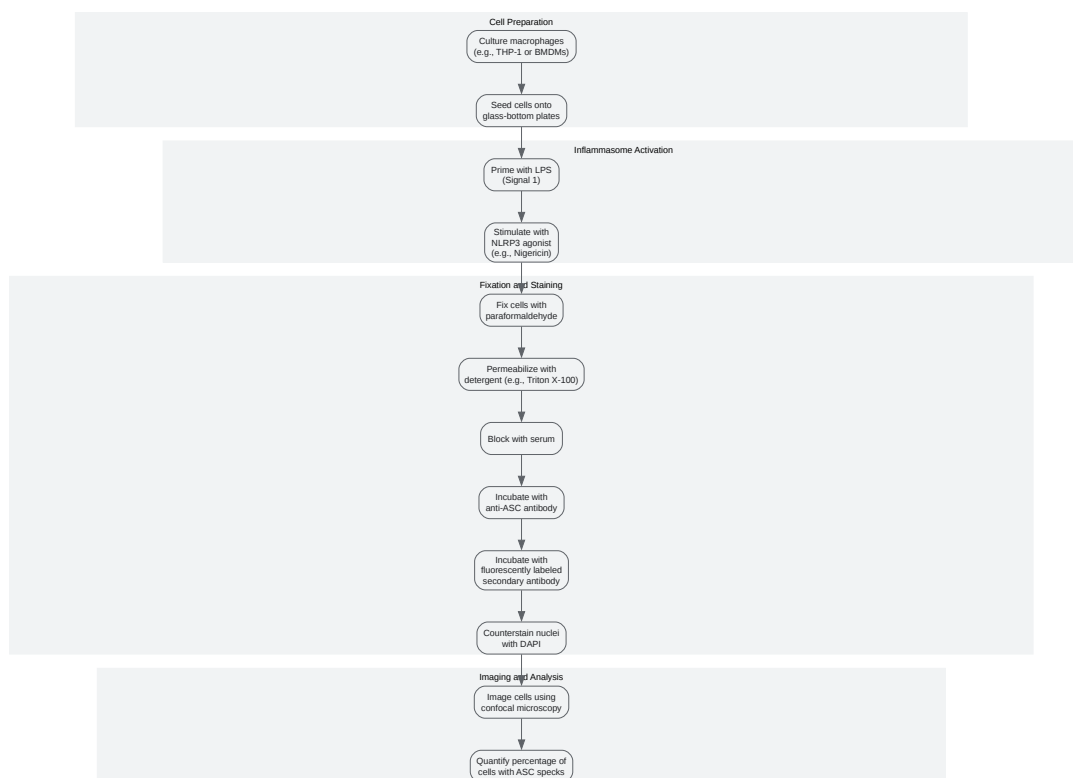 Cell Preparation
Culture macrophages
(e.g., THP-1 or BMDMs)
Seed cells onto
glass-bottom plates
Inflammasome Activation
Prime with LPS
(Signal 1)
Stimulate with
NLRP3 agonist
(e.g., Nigericin)
Fixation and Staining
Fix cells with
paraformaldehyde
Permeabilize with
detergent (e.g., Triton X-100)
Block with serum
Incubate with
anti-ASC antibody
Incubate with
fluorescently labeled
secondary antibody
Counterstain nuclei
with DAPI
Imaging and Analysis
Image cells using
confocal microscopy
Quantify percentage of
cells with ASC specks